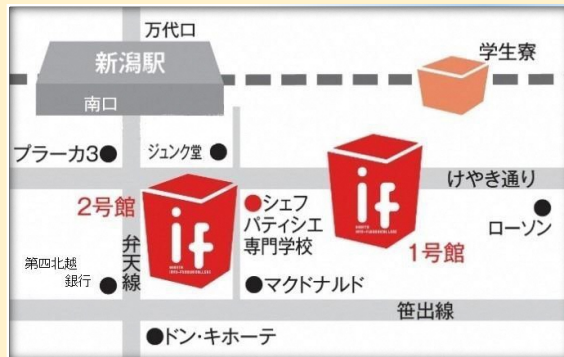 万代口
新潟駅
南口
学生寮
プラーカ3
ジュンク堂
けやき通り
2号館
if
シェフ
パティシエ
専門学校
if
1号館
ローソン
弁天線
第四北越
銀行
マクドナルド
笹出線
ドン・キホーテ